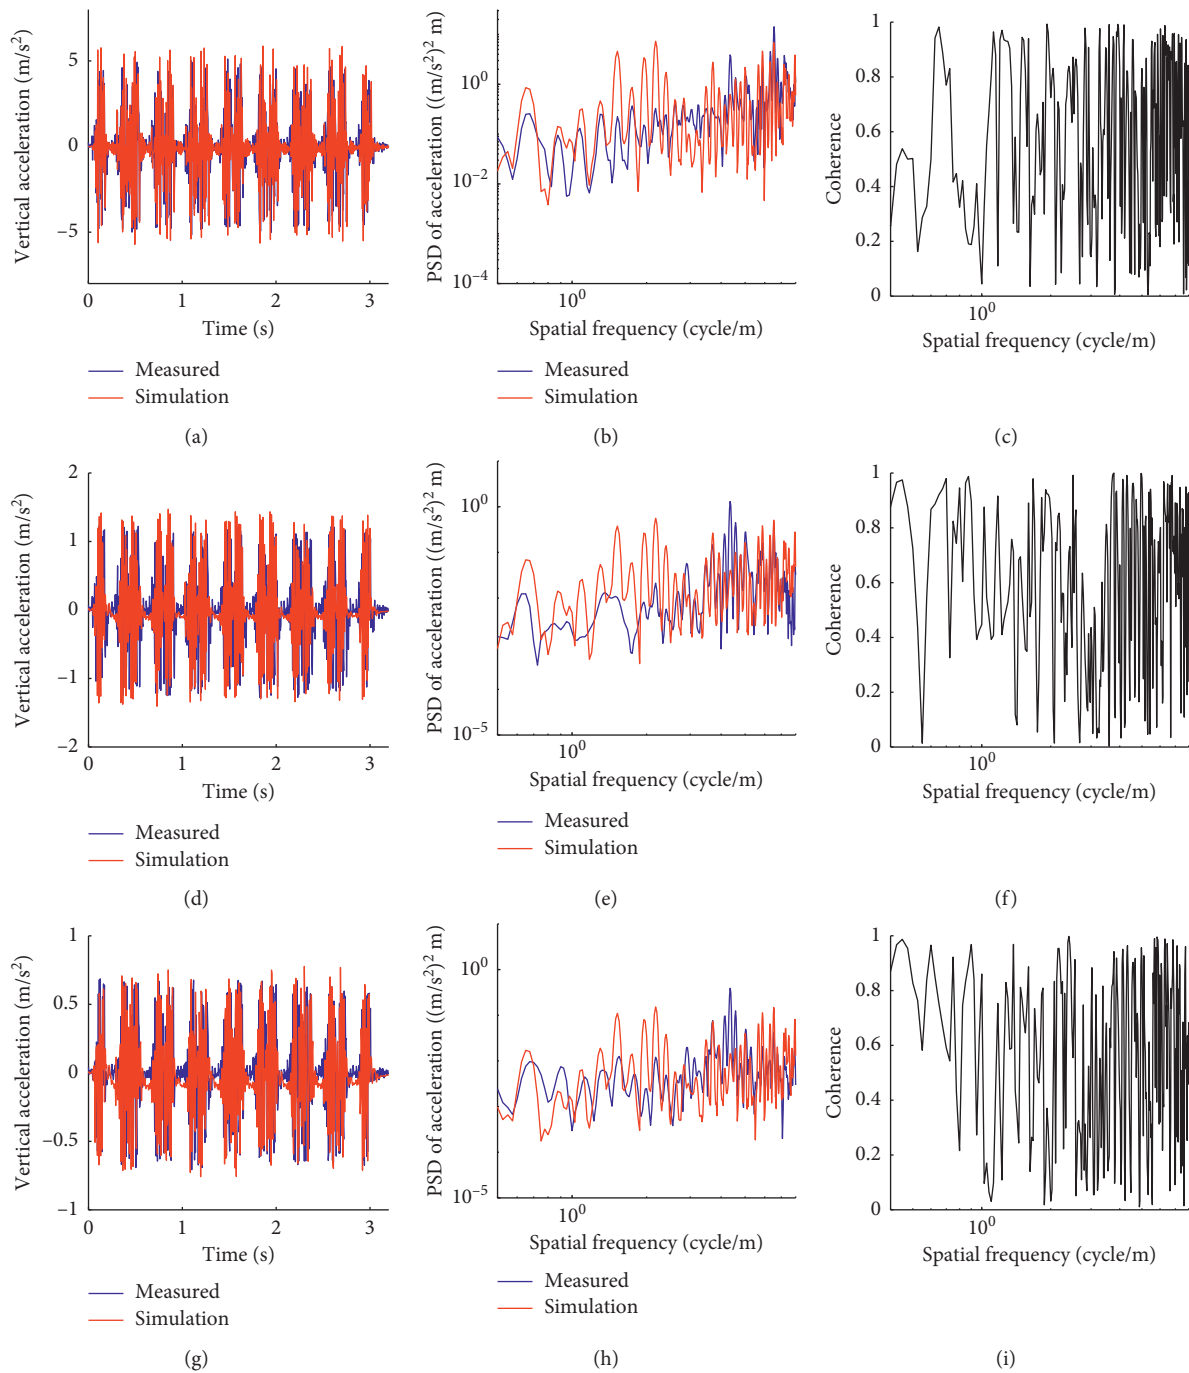 Vertical acceleration (m/s²)
5
0
−5
0 1 2 3
Time (s)
Measured
Simulation
(a)
PSD of acceleration ((m/s²)² m)
10⁰
10⁻²
10⁻⁴
10⁰
Spatial frequency (cycle/m)
Measured
Simulation
(b)
Coherence
1
0.8
0.6
0.4
0.2
0
10⁰
Spatial frequency (cycle/m)
(c)
Vertical acceleration (m/s²)
2
1
0
−1
−2
0 1 2 3
Time (s)
Measured
Simulation
(d)
PSD of acceleration ((m/s²)² m)
10⁰
10⁻⁵
10⁰
Spatial frequency (cycle/m)
Measured
Simulation
(e)
Coherence
1
0.8
0.6
0.4
0.2
0
10⁰
Spatial frequency (cycle/m)
(f)
Vertical acceleration (m/s²)
1
0.5
0
−0.5
−1
0 1 2 3
Time (s)
Measured
Simulation
(g)
PSD of acceleration ((m/s²)² m)
10⁰
10⁻⁵
10⁰
Spatial frequency (cycle/m)
Measured
Simulation
(h)
Coherence
1
0.8
0.6
0.4
0.2
0
10⁰
Spatial frequency (cycle/m)
(i)